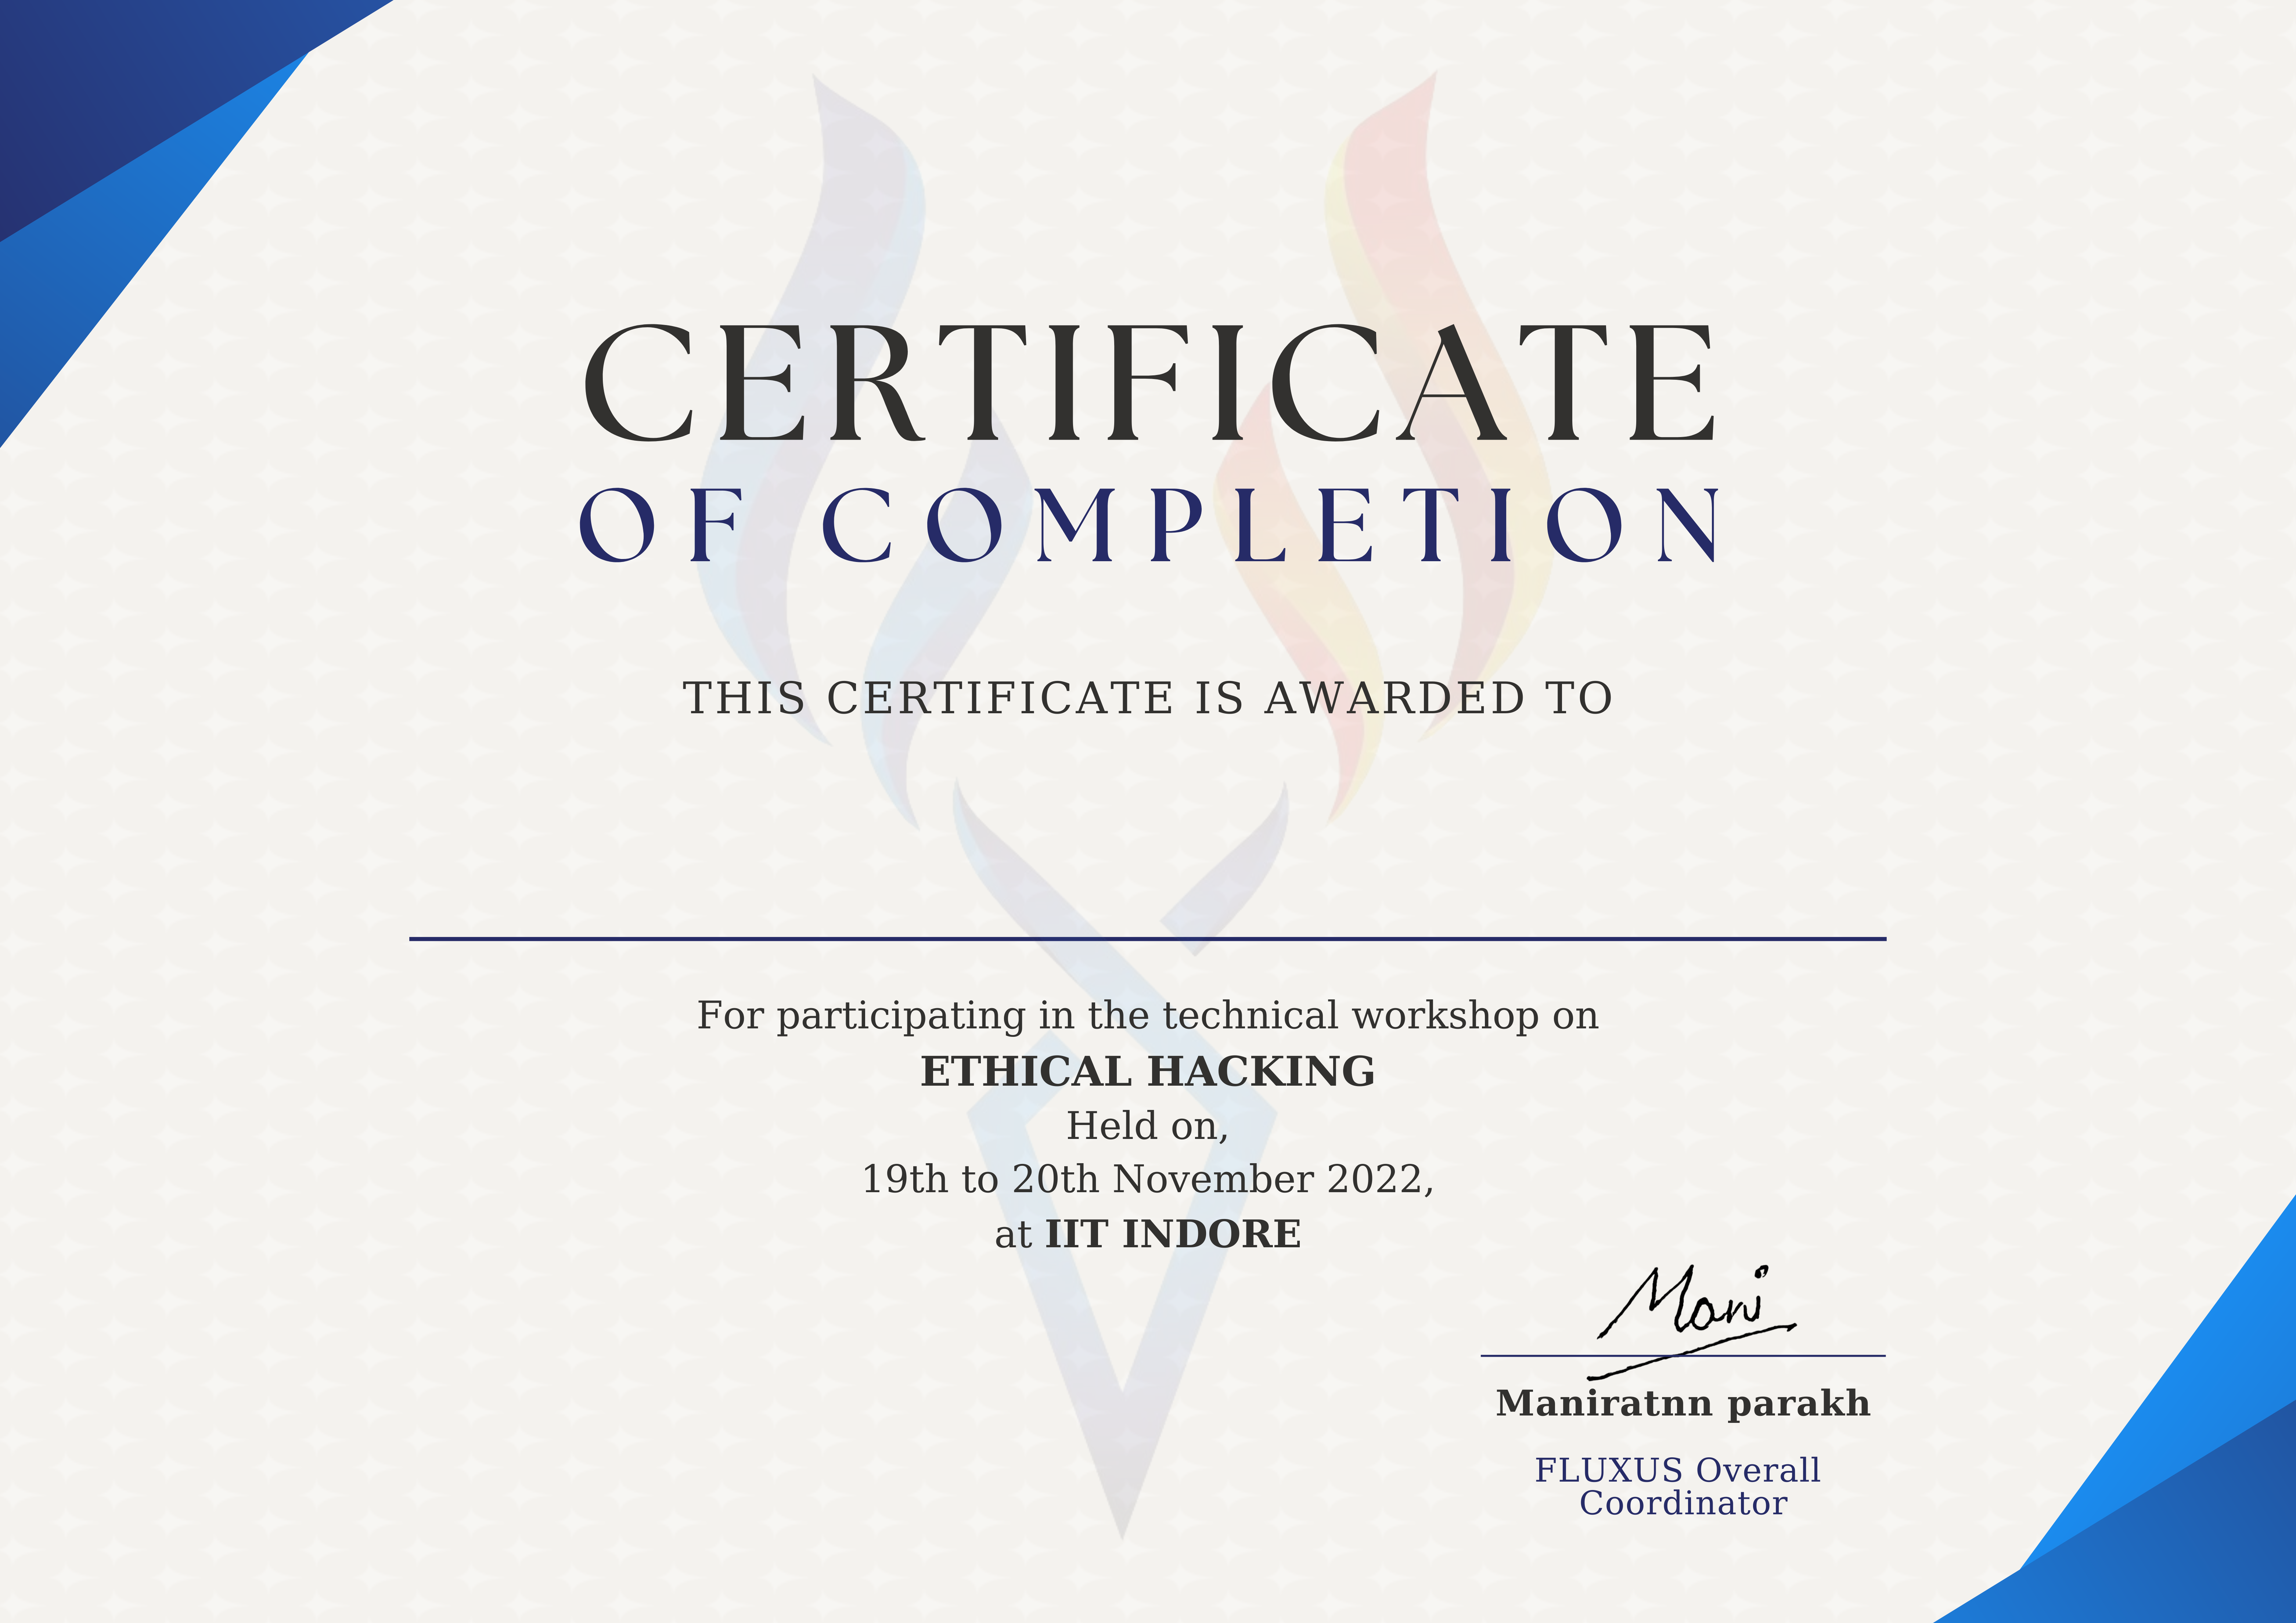 CERTIFICATE
OF COMPLETION
THIS CERTIFICATE IS AWARDED TO
For participating in the technical workshop on
ETHICAL HACKING
Held on,
19th to 20th November 2022,
at IIT INDORE
Mani
Maniratnn parakh
FLUXUS Overall
Coordinator